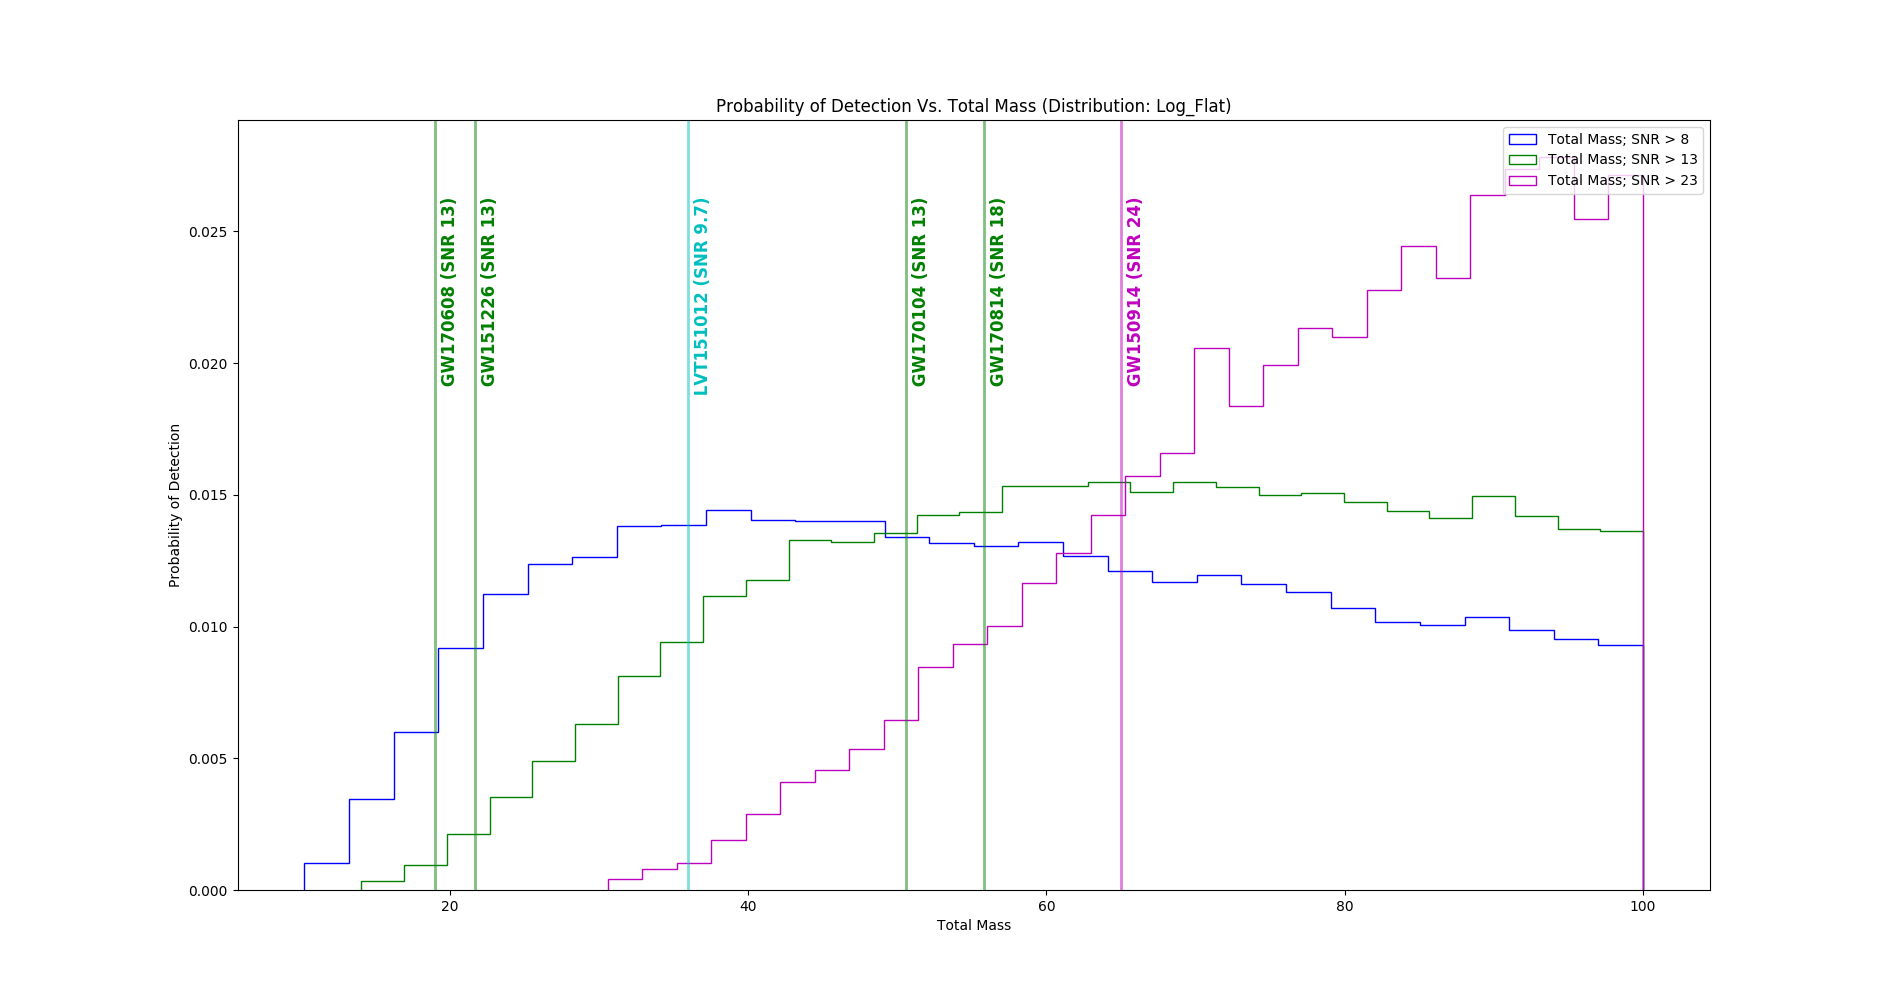 Probability of Detection Vs. Total Mass (Distribution: Log_Flat)
Total Mass; SNR > 8
Total Mass; SNR > 13
Total Mass; SNR > 23
GW170608 (SNR 13)
GW151226 (SNR 13)
LVT151012 (SNR 9.7)
GW170104 (SNR 13)
GW170814 (SNR 18)
GW150914 (SNR 24)
Probability of Detection
0.025
0.020
0.015
0.010
0.005
0.000
20
40
60
80
100
Total Mass